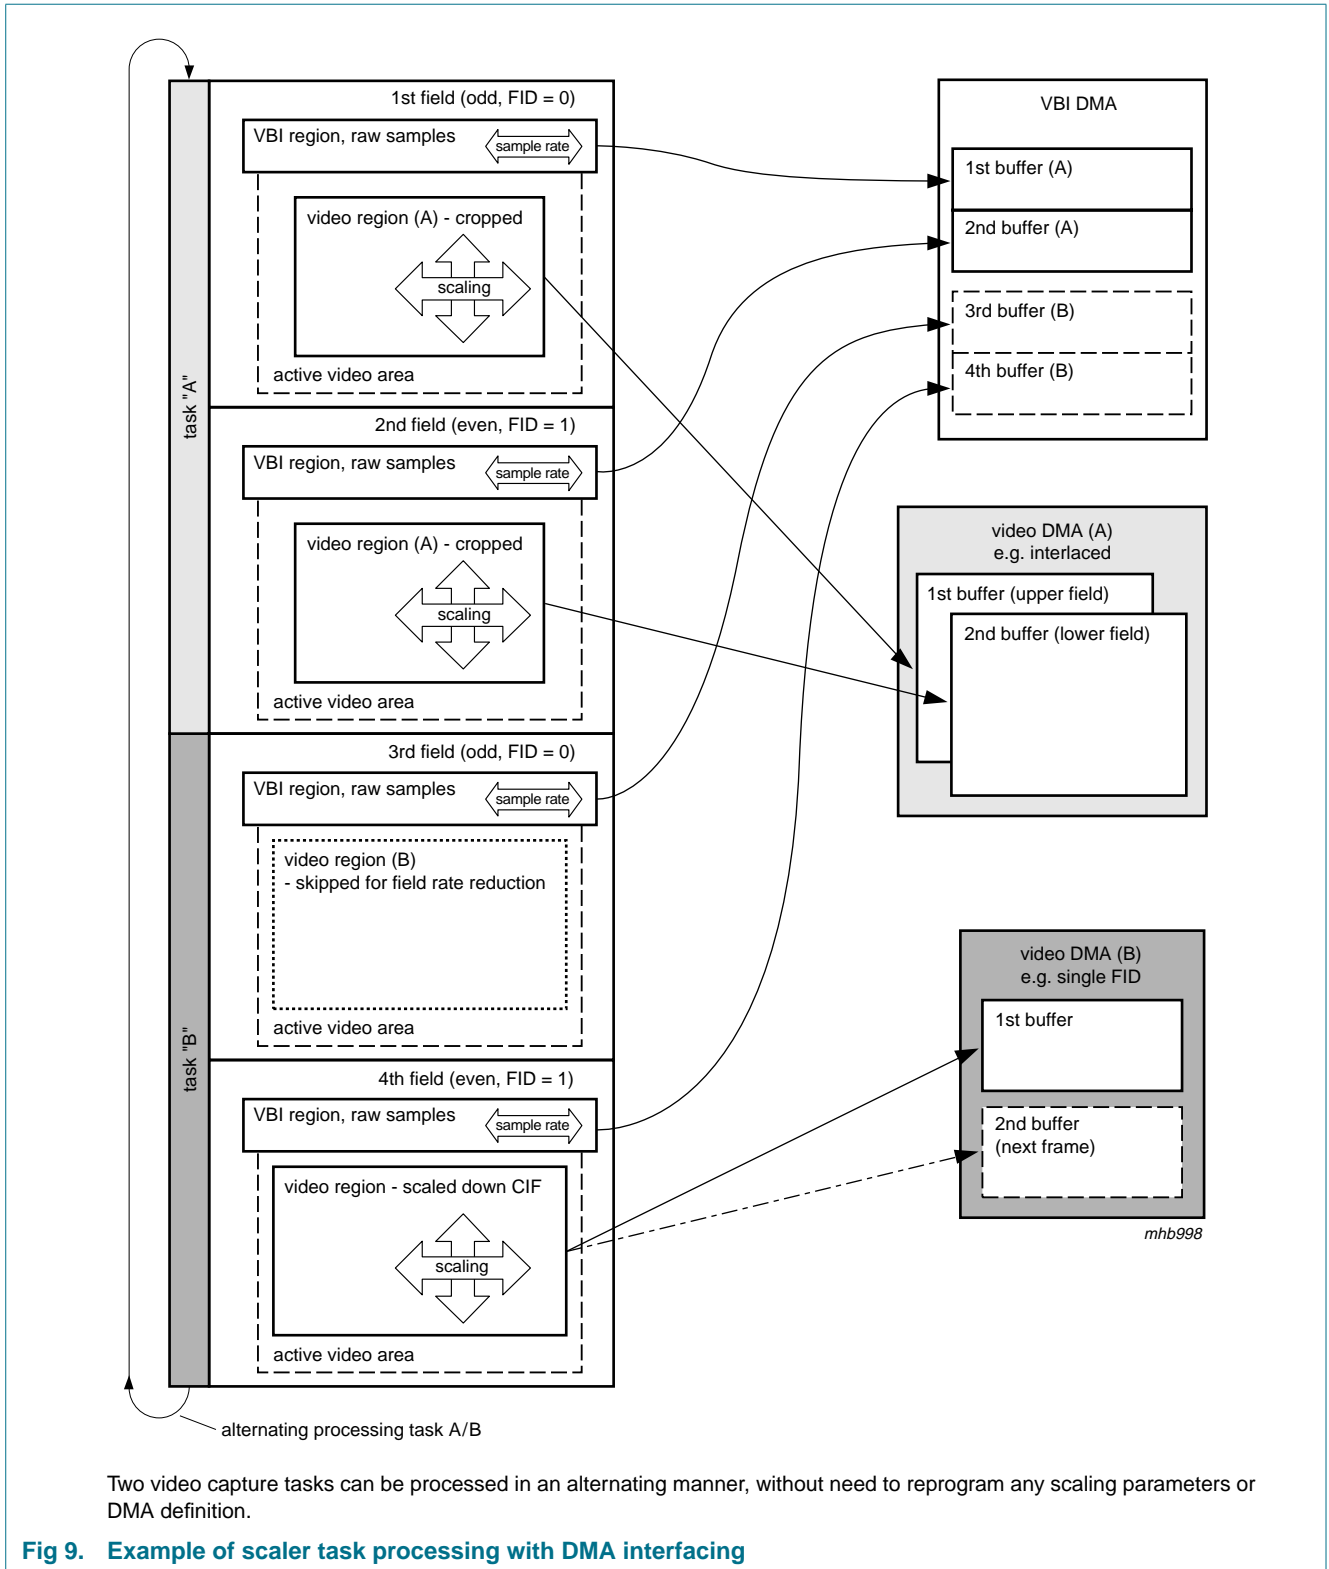 1st field (odd, FID = 0)
VBI region, raw samples
sample rate
video region (A) - cropped
scaling
active video area
task "A"
2nd field (even, FID = 1)
VBI region, raw samples
sample rate
video region (A) - cropped
scaling
active video area
3rd field (odd, FID = 0)
VBI region, raw samples
sample rate
video region (B)
- skipped for field rate reduction
active video area
task "B"
4th field (even, FID = 1)
VBI region, raw samples
sample rate
video region - scaled down CIF
scaling
active video area
alternating processing task A/B
VBI DMA
1st buffer (A)
2nd buffer (A)
3rd buffer (B)
4th buffer (B)
video DMA (A)
e.g. interlaced
1st buffer (upper field)
2nd buffer (lower field)
video DMA (B)
e.g. single FID
1st buffer
2nd buffer
(next frame)
mhb998
Two video capture tasks can be processed in an alternating manner, without need to reprogram any scaling parameters or
DMA definition.
Fig 9. Example of scaler task processing with DMA interfacing